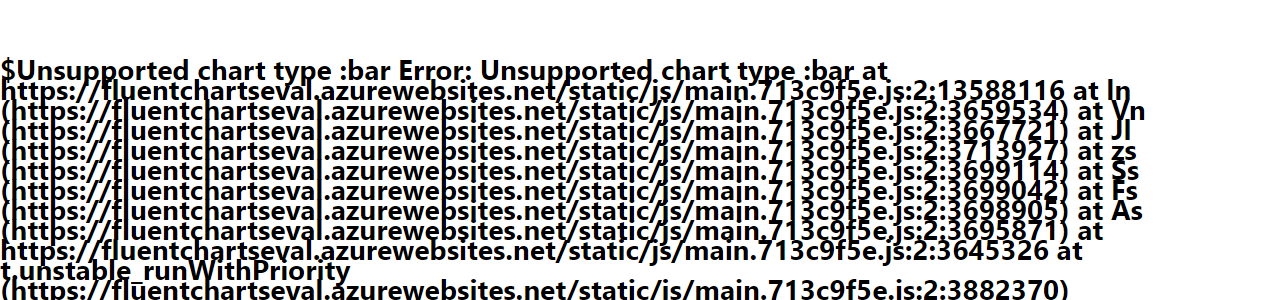 $Unsupported chart type :bar Error: Unsupported chart type :bar at
https://fluentchartseval.azurewebsites.net/static/js/main.713c9f5e.js:2:13588116 at ln
(https://fluentchartseval.azurewebsites.net/static/js/main.713c9f5e.js:2:3659534) at Vn
(https://fluentchartseval.azurewebsites.net/static/js/main.713c9f5e.js:2:3667721) at Jl
(https://fluentchartseval.azurewebsites.net/static/js/main.713c9f5e.js:2:3713927) at zs
(https://fluentchartseval.azurewebsites.net/static/js/main.713c9f5e.js:2:3699114) at Ss
(https://fluentchartseval.azurewebsites.net/static/js/main.713c9f5e.js:2:3699042) at Fs
(https://fluentchartseval.azurewebsites.net/static/js/main.713c9f5e.js:2:3698905) at As
(https://fluentchartseval.azurewebsites.net/static/js/main.713c9f5e.js:2:3695871) at
https://fluentchartseval.azurewebsites.net/static/js/main.713c9f5e.js:2:3645326 at
t.unstable_runWithPriority
(https://fluentchartseval.azurewebsites.net/static/js/main.713c9f5e.js:2:3882370)